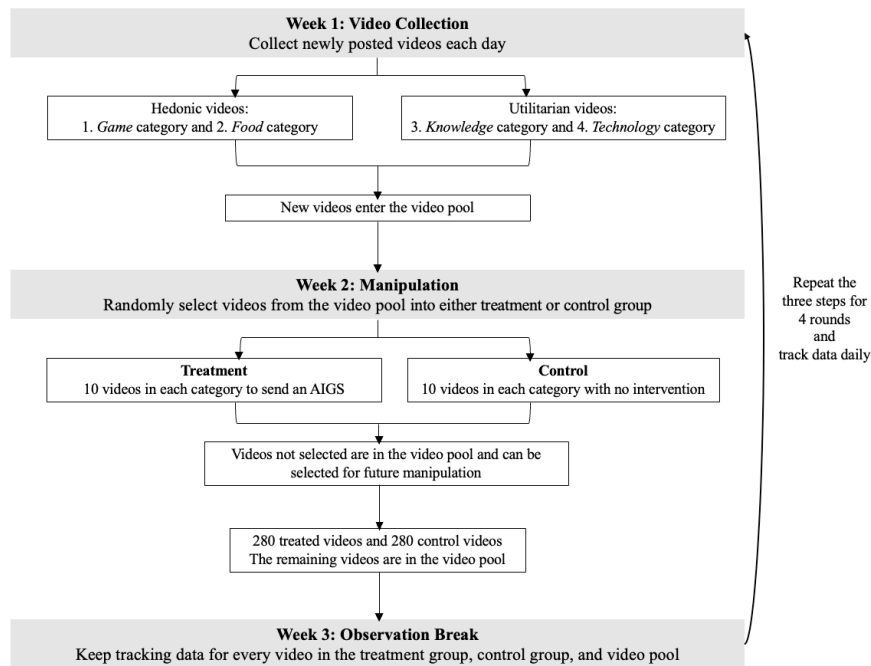 Week 1: Video Collection
Collect newly posted videos each day
Hedonic videos:
1. Game category and 2. Food category
Utilitarian videos:
3. Knowledge category and 4. Technology category
New videos enter the video pool
Week 2: Manipulation
Randomly select videos from the video pool into either treatment or control group
Treatment
10 videos in each category to send an AIGS
Control
10 videos in each category with no intervention
Videos not selected are in the video pool and can be
selected for future manipulation
280 treated videos and 280 control videos
The remaining videos are in the video pool
Week 3: Observation Break
Keep tracking data for every video in the treatment group, control group, and video pool
Repeat the
three steps for
4 rounds
and
track data daily